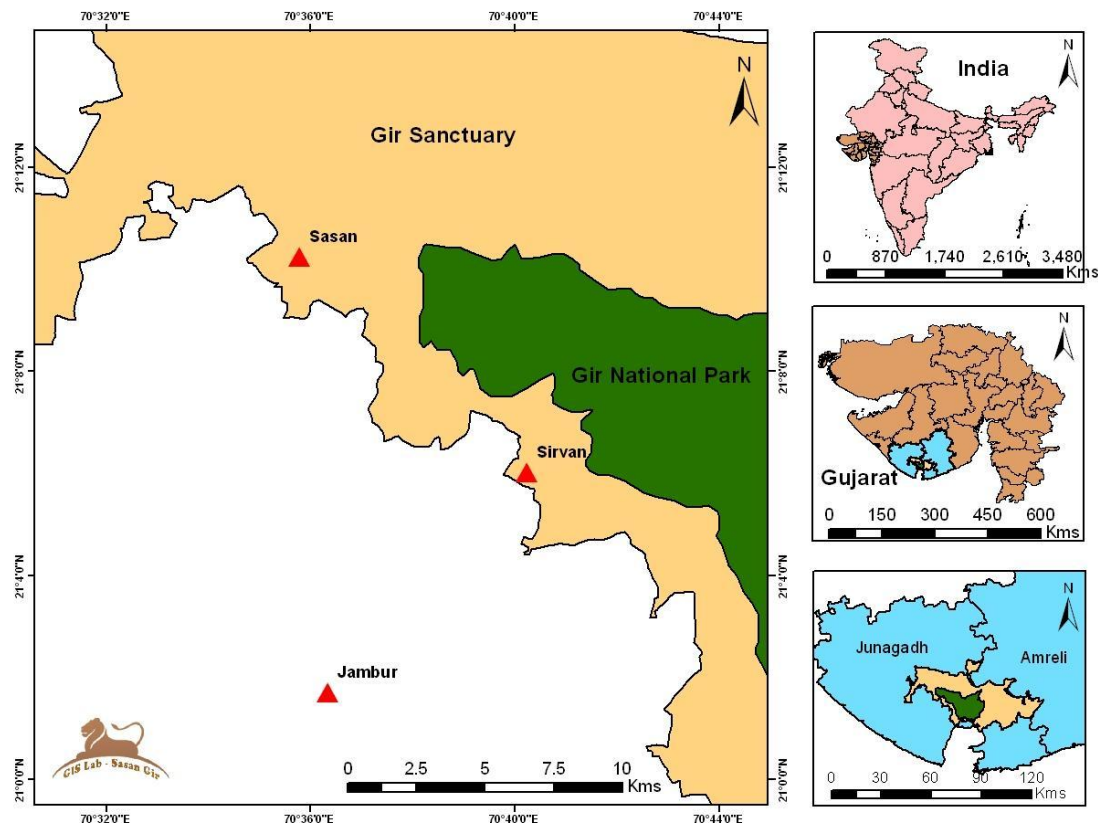 70°32'0"E 70°36'0"E 70°40'0"E 70°44'0"E
N
Gir Sanctuary
21°12'0"N
21°12'0"N
Sasan
Gir National Park
21°8'0"N
21°8'0"N
Sirvan
21°4'0"N
21°4'0"N
Jambur
GIS Lab - Sasan Gir
0 2.5 5 7.5 10
Kms
21°0'0"N
21°0'0"N
70°32'0"E 70°36'0"E 70°40'0"E 70°44'0"E
India
N
0 870 1,740 2,610 3,480
Kms
N
Gujarat
0 150 300 450 600
Kms
N
Junagadh
Amreli
0 30 60 90 120
Kms